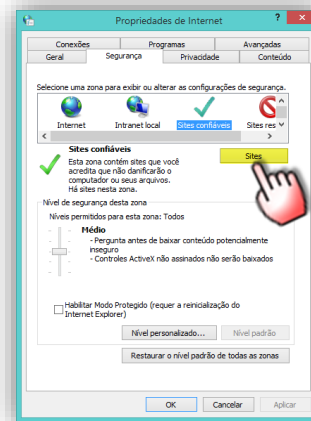 Propriedades de Internet
? ×
Conexões Programas Avançadas
Geral Segurança Privacidade Conteúdo
Selecione uma zona para exibir ou alterar as configurações de segurança.
Internet Intranet local Sites confiáveis Sites res
Sites confiáveis
Sites
Esta zona contém sites que você
acredita que não danificarão o
computador ou seus arquivos.
Há sites nesta zona.
Nível de segurança desta zona
Níveis permitidos para esta zona: Todos
Médio
- Pergunta antes de baixar conteúdo potencialmente
inseguro
- Controles ActiveX não assinados não serão baixados
Habilitar Modo Protegido (requer a reinicialização do
Internet Explorer)
Nível personalizado... Nível padrão
Restaurar o nível padrão de todas as zonas
OK Cancelar Aplicar